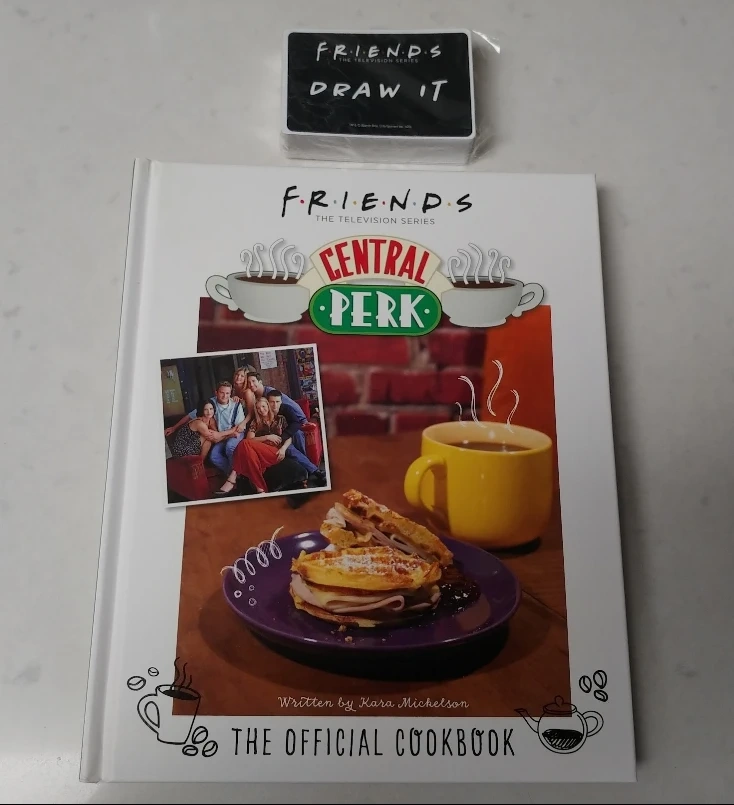 F·R·I·E·N·D·S
THE TELEVISION SERIES
DRAW IT
F·R·I·E·N·D·S
THE TELEVISION SERIES
CENTRAL
·PERK·
Written by Kara Mickelson
THE OFFICIAL COOKBOOK